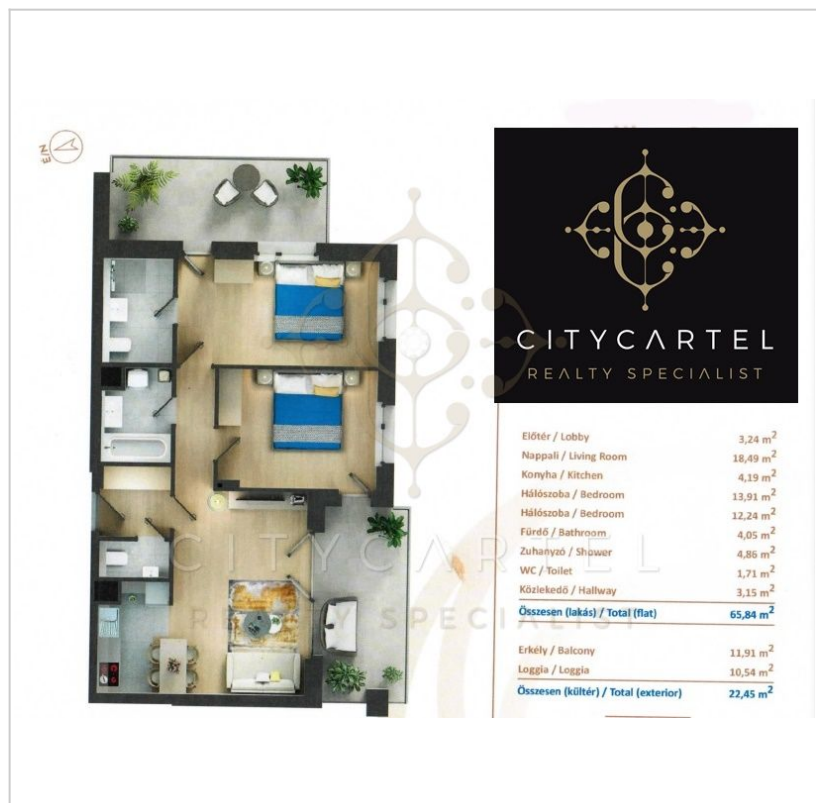 É/N
CITYCARTEL
REALTY SPECIALIST
Előtér / Lobby 3,24 m²
Nappali / Living Room 18,49 m²
Konyha / Kitchen 4,19 m²
Hálószoba / Bedroom 13,91 m²
Hálószoba / Bedroom 12,24 m²
Fürdő / Bathroom 4,05 m²
Zuhanyzó / Shower 4,86 m²
WC / Toilet 1,71 m²
Közlekedő / Hallway 3,15 m²
Összesen (lakás) / Total (flat) 65,84 m²
Erkély / Balcony 11,91 m²
Loggia / Loggia 10,54 m²
Összesen (kültér) / Total (exterior) 22,45 m²
CITYCARTEL
REALTY SPECIALIST